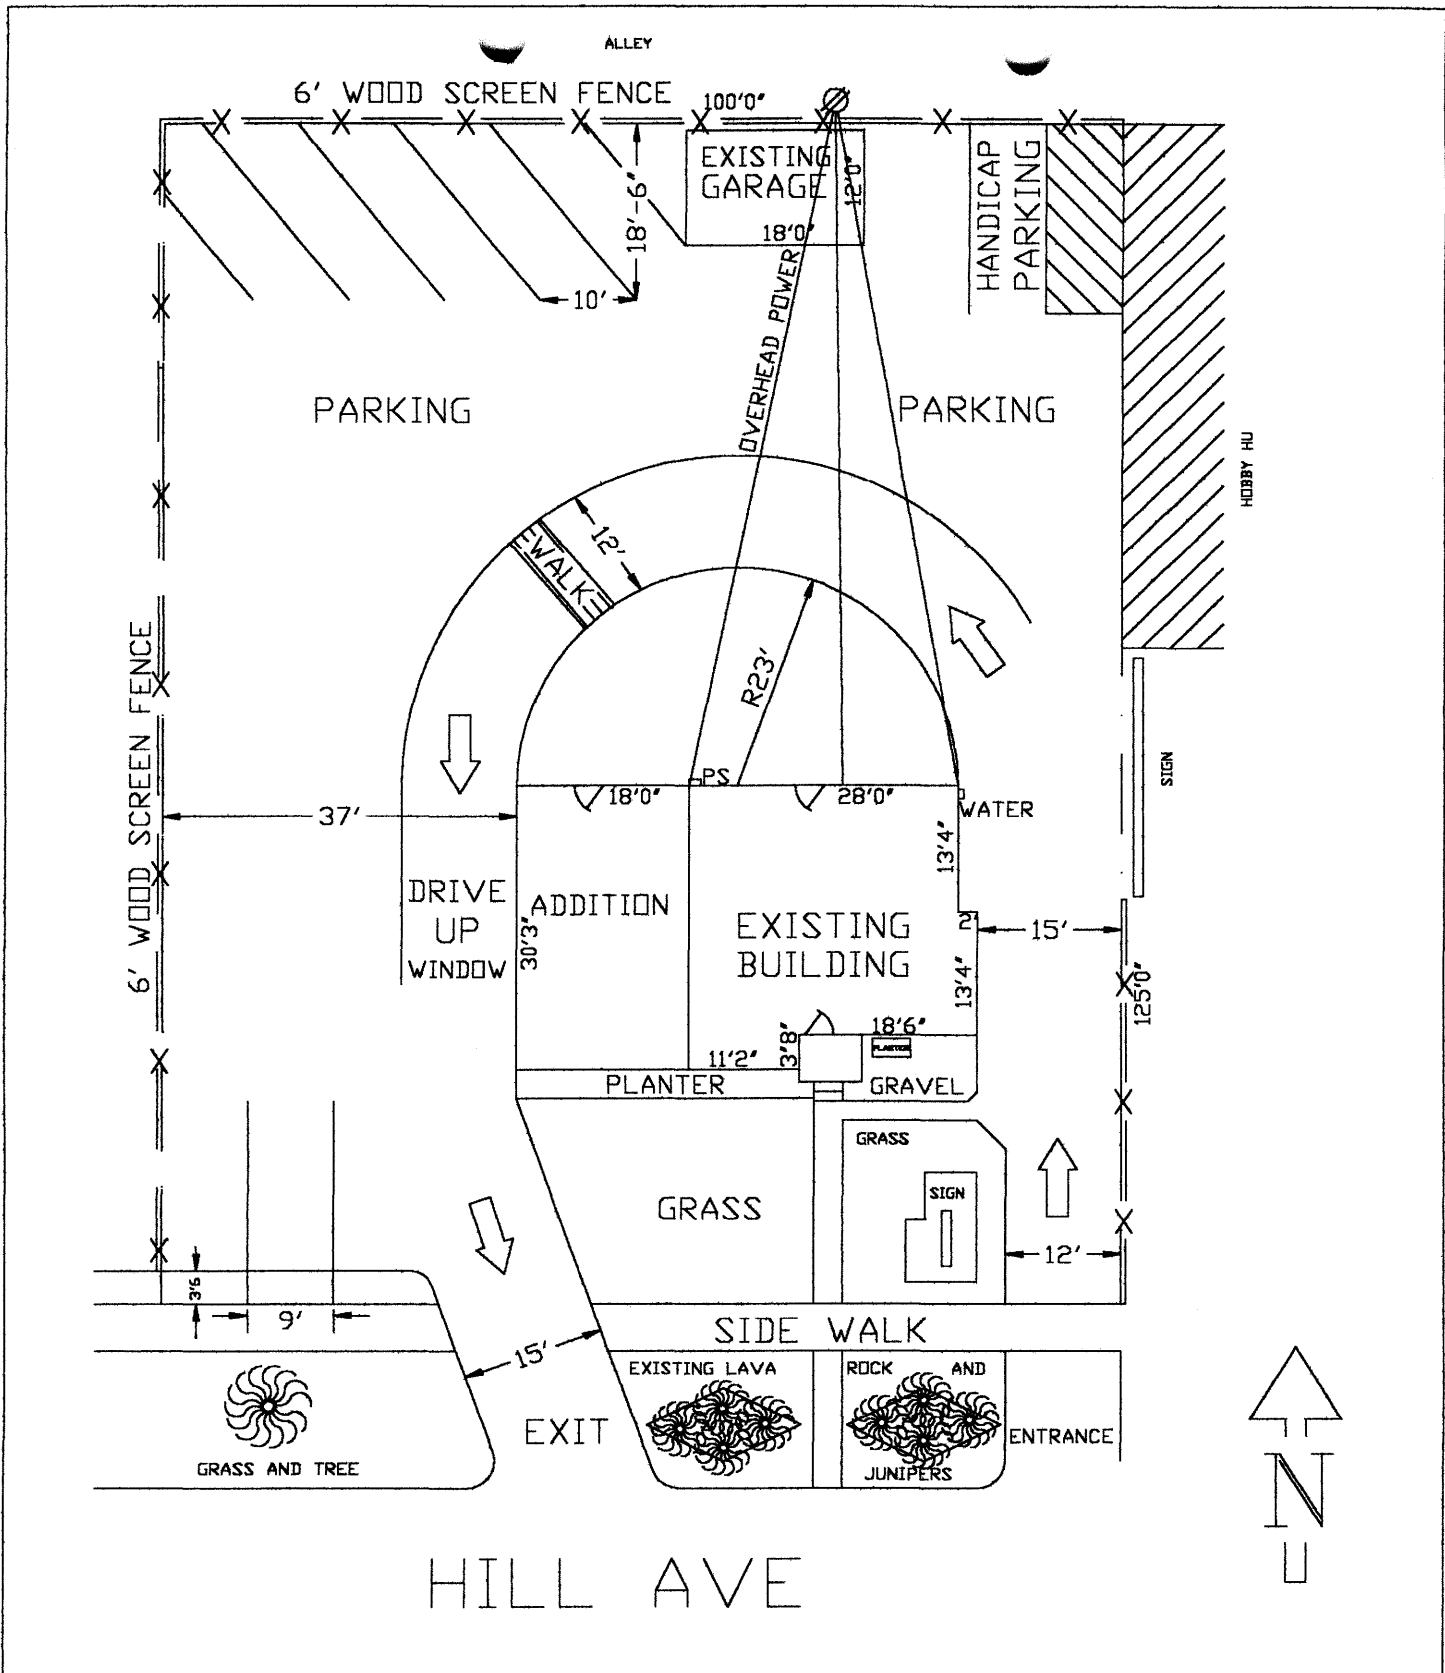 ALLEY
6' WOOD SCREEN FENCE
100'0"
EXISTING
GARAGE
12'0"
18'0"
18'-6"
10'
HANDICAP
PARKING
OVERHEAD POWER
PARKING
PARKING
HOBBY HU
12'
EWALK
R23'
6' WOOD SCREEN FENCE
SIGN
PS
18'0"
28'0"
WATER
37'
13'4"
DRIVE
UP
WINDOW
ADDITION
30'3"
EXISTING
BUILDING
2'
15'
13'4"
125'0"
18'6"
3'8"
PLANTER
11'2"
PLANTER
GRAVEL
GRASS
SIGN
GRASS
12'
3'6
9'
SIDE WALK
15'
EXISTING LAVA
ROCK AND
JUNIPERS
EXIT
ENTRANCE
GRASS AND TREE
N
HILL AVE